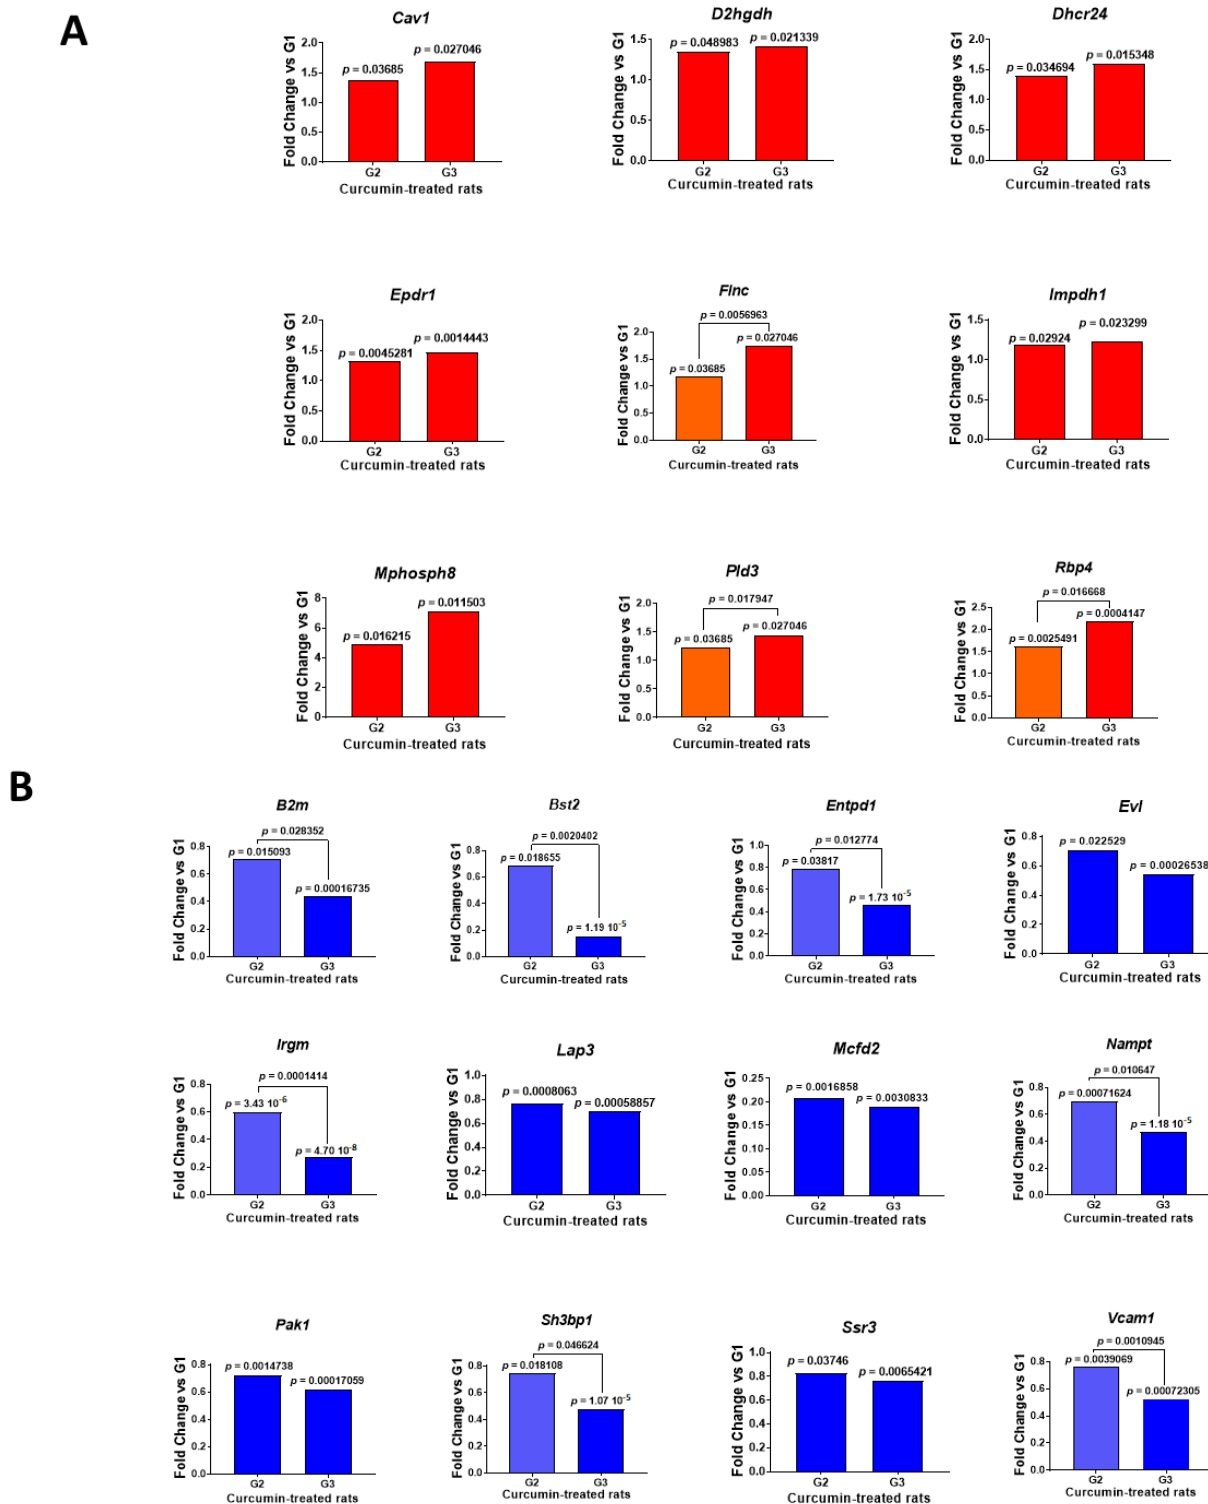 A
Cav1
Fold Change vs G1
2.0
1.5
1.0
0.5
0.0
p = 0.03685
p = 0.027046
G2
G3
Curcumin-treated rats
D2hgdh
Fold Change vs G1
1.5
1.0
0.5
0.0
p = 0.048983
p = 0.021339
G2
G3
Curcumin-treated rats
Dhcr24
Fold Change vs G1
2.0
1.5
1.0
0.5
0.0
p = 0.034694
p = 0.015348
G2
G3
Curcumin-treated rats
Epdr1
Fold Change vs G1
2.0
1.5
1.0
0.5
0.0
p = 0.0045281
p = 0.0014443
G2
G3
Curcumin-treated rats
Flnc
Fold Change vs G1
2.0
1.5
1.0
0.5
0.0
p = 0.0056963
p = 0.03685
p = 0.027046
G2
G3
Curcumin-treated rats
Impdh1
Fold Change vs G1
1.5
1.0
0.5
0.0
p = 0.02924
p = 0.023299
G2
G3
Curcumin-treated rats
Mphosph8
Fold Change vs G1
8
6
4
2
0
p = 0.016215
p = 0.011503
G2
G3
Curcumin-treated rats
Pld3
Fold Change vs G1
2.0
1.5
1.0
0.5
0.0
p = 0.017947
p = 0.03685
p = 0.027046
G2
G3
Curcumin-treated rats
Rbp4
Fold Change vs G1
2.5
2.0
1.5
1.0
0.5
0.0
p = 0.016668
p = 0.0025491
p = 0.0004147
G2
G3
Curcumin-treated rats
B
B2m
Fold Change vs G1
0.8
0.6
0.4
0.2
0.0
p = 0.028352
p = 0.015093
p = 0.00016735
G2
G3
Curcumin-treated rats
Bst2
Fold Change vs G1
0.8
0.6
0.4
0.2
0.0
p = 0.0020402
p = 0.018655
p = 1.19 10⁻⁵
G2
G3
Curcumin-treated rats
Entpd1
Fold Change vs G1
1.0
0.8
0.6
0.4
0.2
0.0
p = 0.012774
p = 0.03817
p = 1.73 10⁻⁵
G2
G3
Curcumin-treated rats
Evl
Fold Change vs G1
0.8
0.6
0.4
0.2
0.0
p = 0.022529
p = 0.00026538
G2
G3
Curcumin-treated rats
Irgm
Fold Change vs G1
0.8
0.6
0.4
0.2
0.0
p = 0.0001414
p = 3.43 10⁻⁶
p = 4.70 10⁻⁸
G2
G3
Curcumin-treated rats
Lap3
Fold Change vs G1
1.0
0.8
0.6
0.4
0.2
0.0
p = 0.0008063
p = 0.00058857
G2
G3
Curcumin-treated rats
Mcfd2
Fold Change vs G1
0.25
0.20
0.15
0.10
0.05
0.00
p = 0.0016858
p = 0.0030833
G2
G3
Curcumin-treated rats
Nampt
Fold Change vs G1
0.8
0.6
0.4
0.2
0.0
p = 0.010647
p = 0.00071624
p = 1.18 10⁻⁵
G2
G3
Curcumin-treated rats
Pak1
Fold Change vs G1
0.8
0.6
0.4
0.2
0.0
p = 0.0014738
p = 0.00017059
G2
G3
Curcumin-treated rats
Sh3bp1
Fold Change vs G1
0.8
0.6
0.4
0.2
0.0
p = 0.046624
p = 0.018108
p = 1.07 10⁻⁵
G2
G3
Curcumin-treated rats
Ssr3
Fold Change vs G1
1.0
0.8
0.6
0.4
0.2
0.0
p = 0.03746
p = 0.0065421
G2
G3
Curcumin-treated rats
Vcam1
Fold Change vs G1
0.8
0.6
0.4
0.2
0.0
p = 0.0010945
p = 0.0039069
p = 0.00072305
G2
G3
Curcumin-treated rats